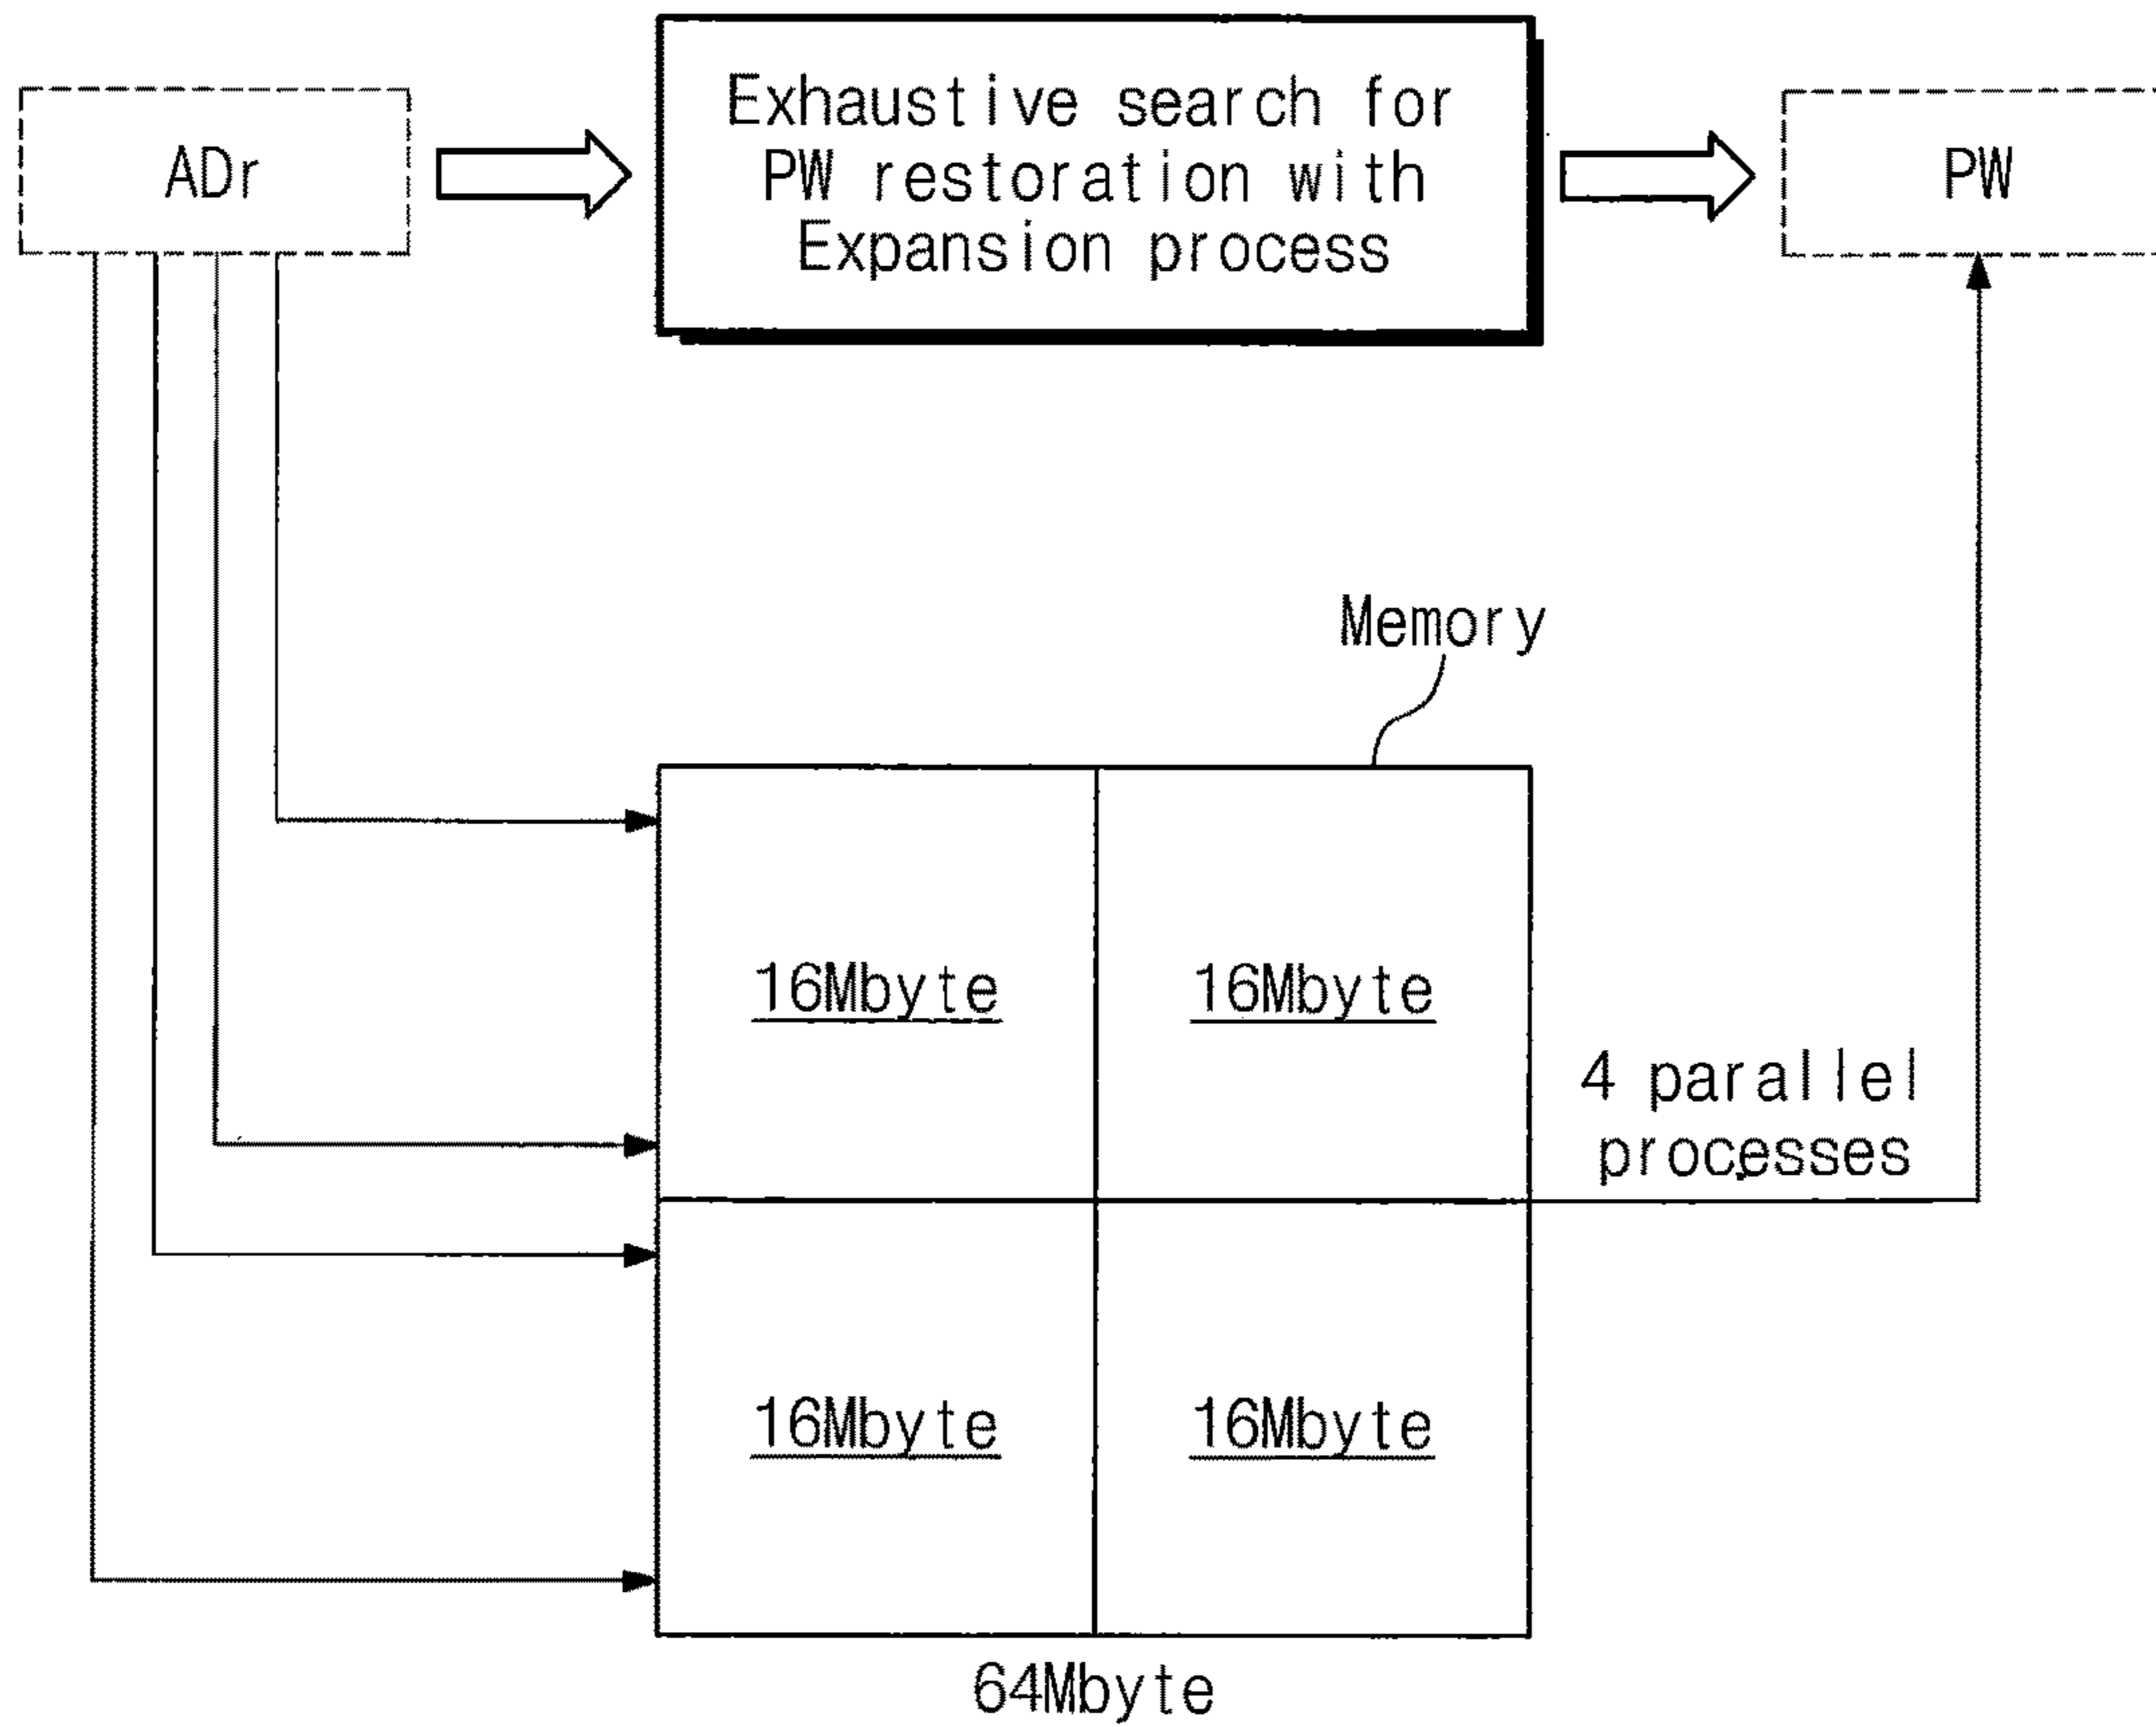 ADr
Exhaustive search for
PW restoration with
Expansion process
PW
Memory
16Mbyte
16Mbyte
4 parallel
processes
16Mbyte
16Mbyte
64Mbyte